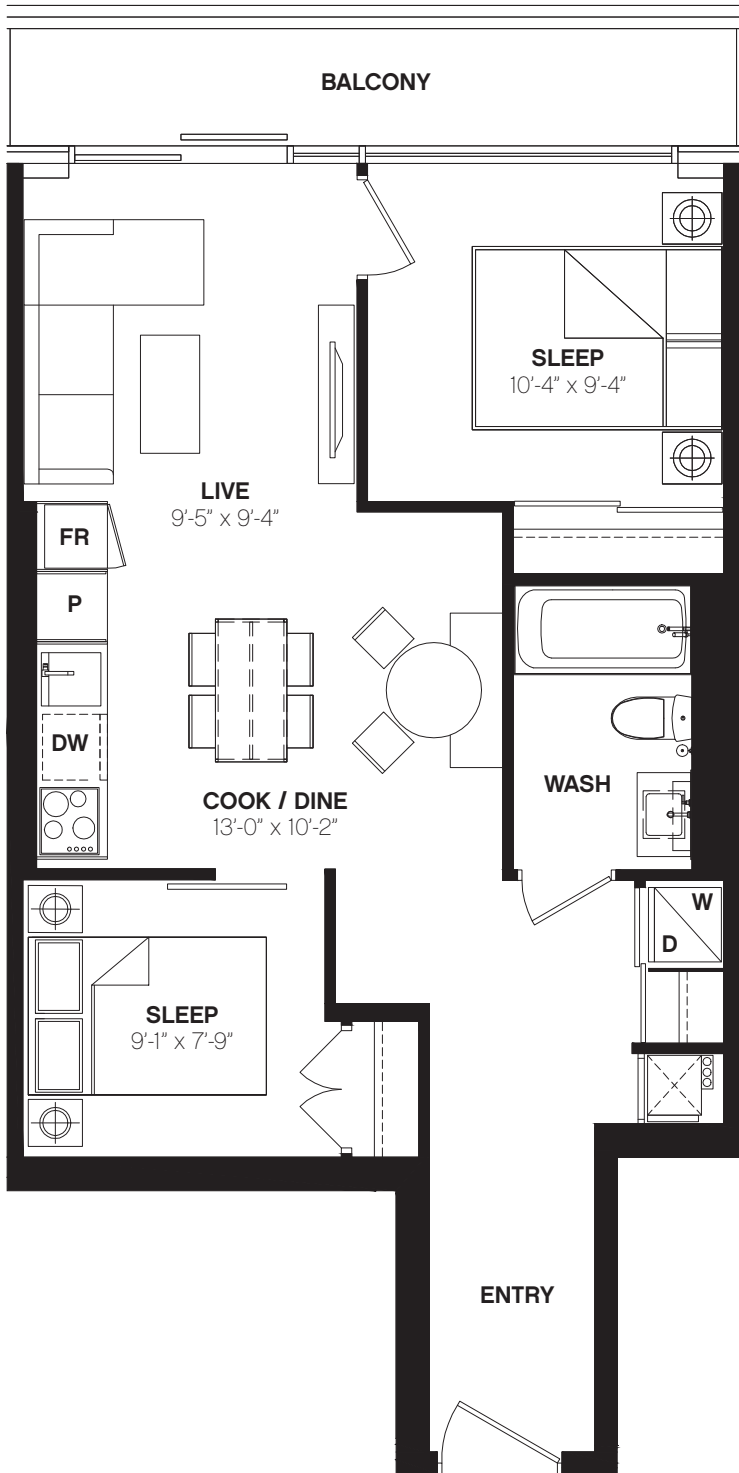 BALCONY
SLEEP
10'-4" x 9'-4"
LIVE
9'-5" x 9'-4"
FR
P
DW
WASH
COOK / DINE
13'-0" x 10'-2"
W
D
SLEEP
9'-1" x 7'-9"
ENTRY